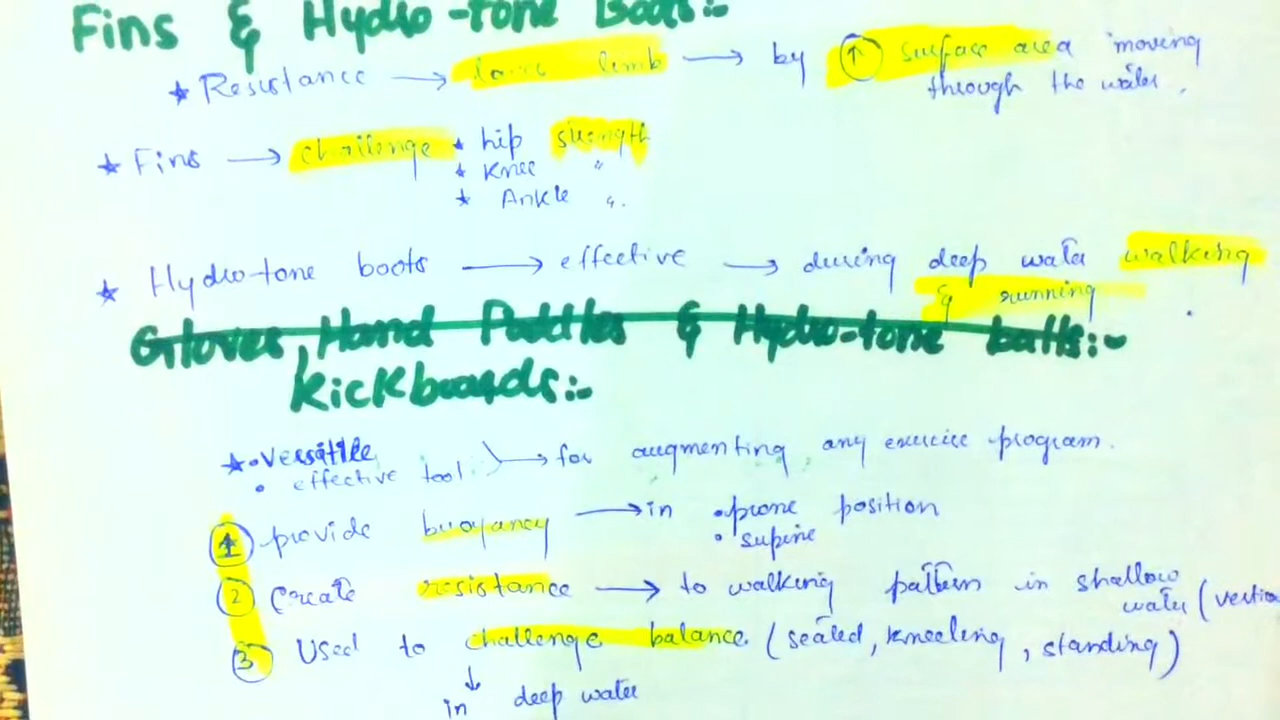 Fins & Hydro-tone Boots:-
★ Resistance → lower limb → by ↑ surface area moving
through the water.
★ Fins → challenge ★ hip strength
★ Knee "
★ Ankle "
★ Hydro-tone boots → effective → during deep water walking
& running
Gloves, Hand Paddles & Hydro-tone balls:-
Kickboards:-
★ • Versatile
• effective tool → for augmenting any exercise program.
1 provide buoyancy → in • prone position
• supine
2 Create resistance → to walking pattern in shallow
water (vertica
3 Used to challenge balance (seated, kneeling, standing)
↓
in deep water